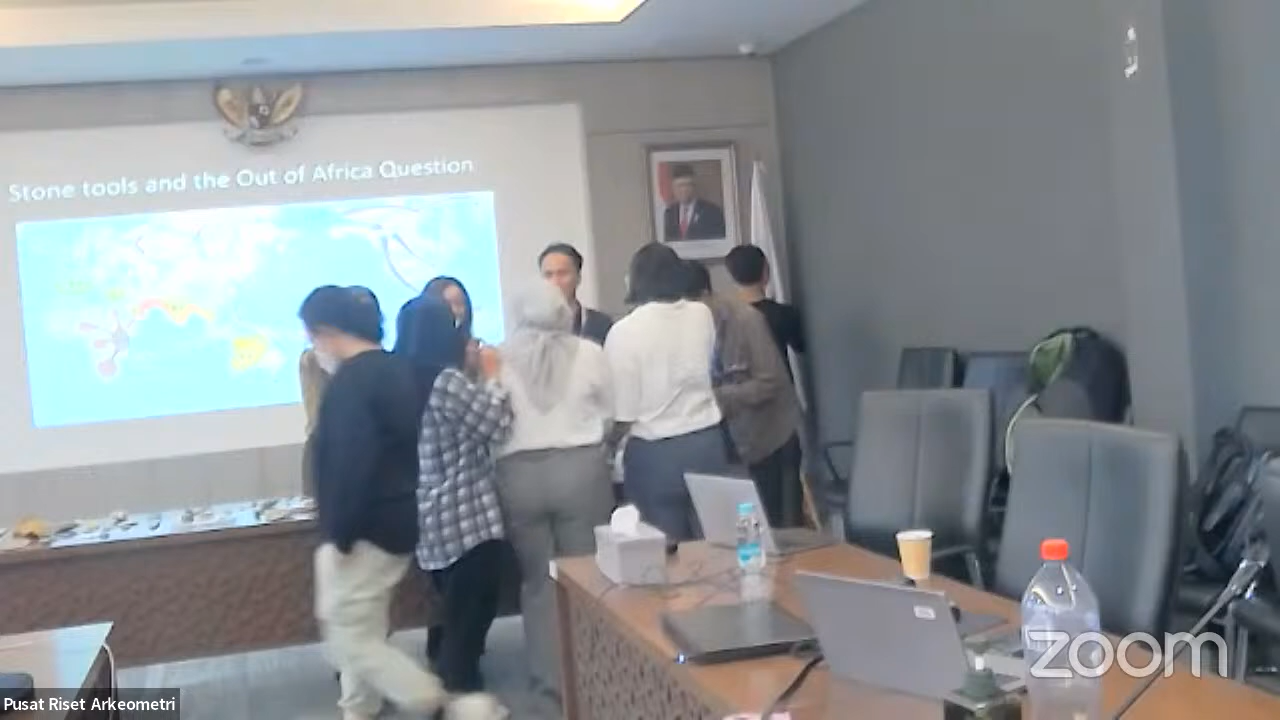 Stone tools and the Out of Africa Question
zoom
Pusat Riset Arkeometri